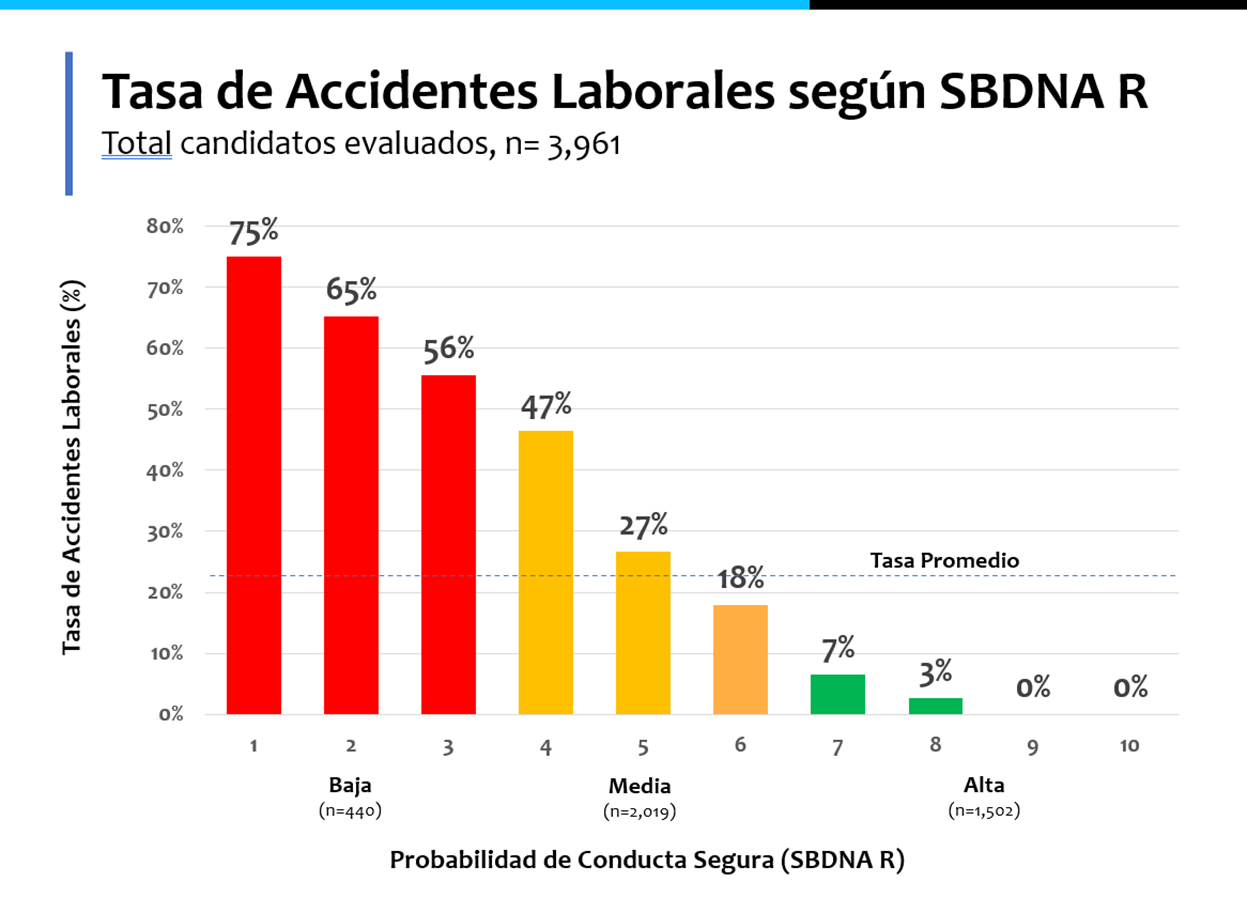 Tasa de Accidentes Laborales según SBDNA R
Total candidatos evaluados, n= 3,961
Tasa de Accidentes Laborales (%)
80%
70%
60%
50%
40%
30%
20%
10%
0%
75%
65%
56%
47%
27%
18%
7%
3%
0%
0%
Tasa Promedio
1 2 3 4 5 6 7 8 9 10
Baja Media Alta
(n=440) (n=2,019) (n=1,502)
Probabilidad de Conducta Segura (SBDNA R)